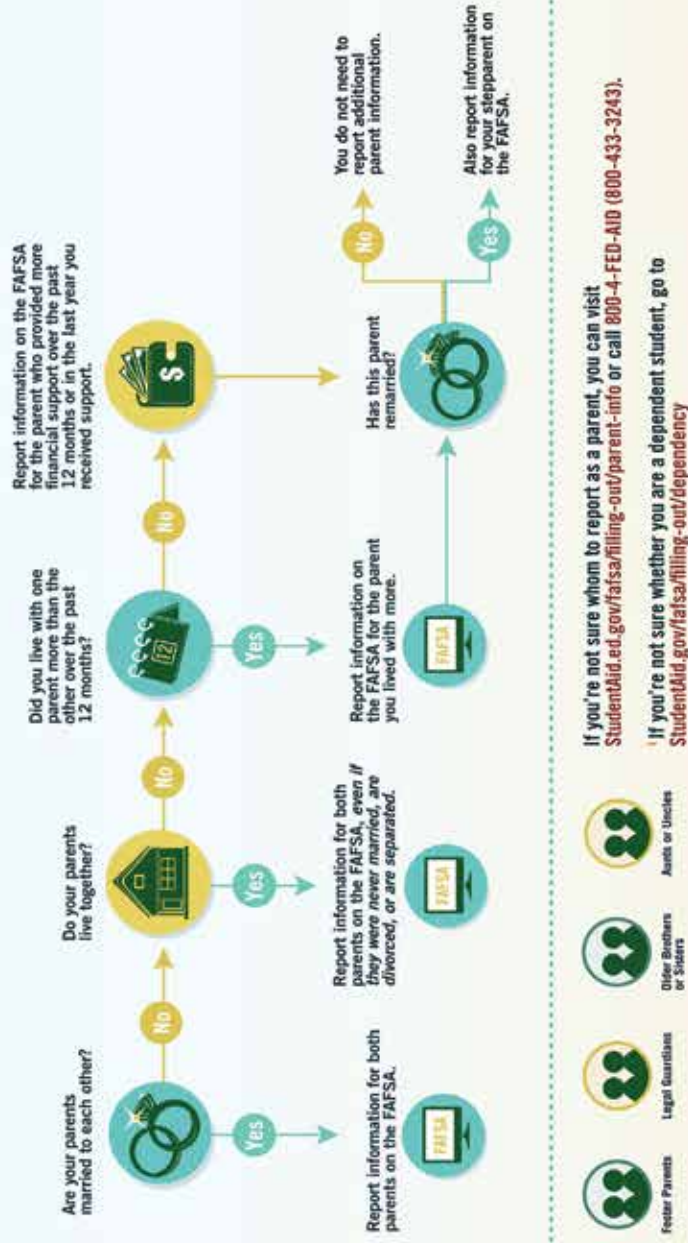 Are your parents
married to each other?
Yes
Report information for both
parents on the FAFSA.
FAFSA
No
Do your parents
live together?
Yes
Report information for both
parents on the FAFSA, even if
they were never married, are
divorced, or are separated.
FAFSA
No
Did you live with one
parent more than the
other over the past
12 months?
12
Yes
Report information on
the FAFSA for the parent
you lived with more.
FAFSA
No
Report information on the FAFSA
for the parent who provided more
financial support over the past
12 months or in the last year you
received support.
$
Has this parent
remarried?
No
You do not need to
report additional
parent information.
Yes
Also report information
for your stepparent on
the FAFSA.
Foster Parents
Legal Guardians
Older Brothers
or Sisters
Aunts or Uncles
If you're not sure whom to report as a parent, you can visit
StudentAid.ed.gov/fafsa/filling-out/parent-info or call 800-4-FED-AID (800-433-3243).
¹ If you're not sure whether you are a dependent student, go to
StudentAid.gov/fafsa/filling-out/dependency